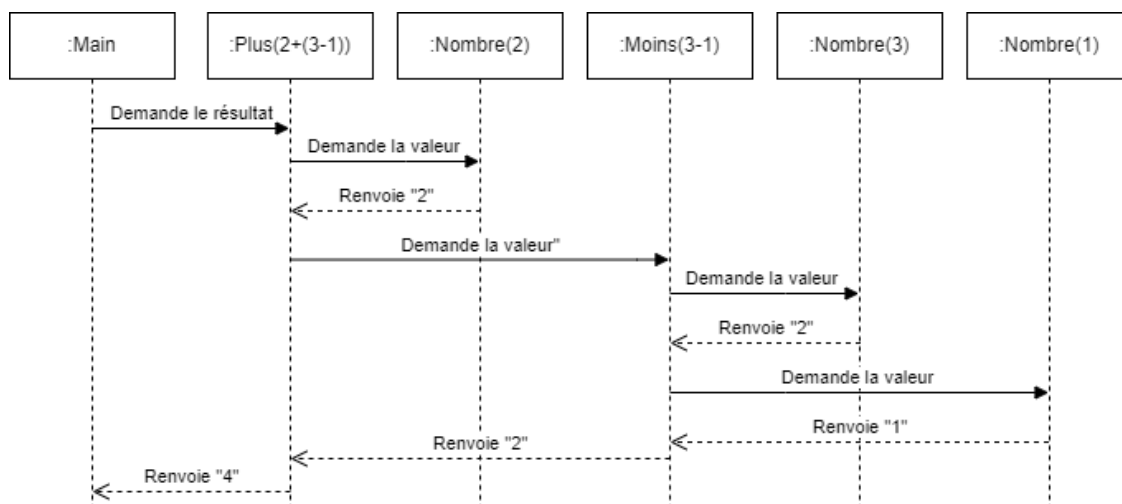 :Main
:Plus(2+(3-1))
:Nombre(2)
:Moins(3-1)
:Nombre(3)
:Nombre(1)
Demande le résultat
Demande la valeur
Renvoie "2"
Demande la valeur"
Demande la valeur
Renvoie "2"
Demande la valeur
Renvoie "1"
Renvoie "2"
Renvoie "4"